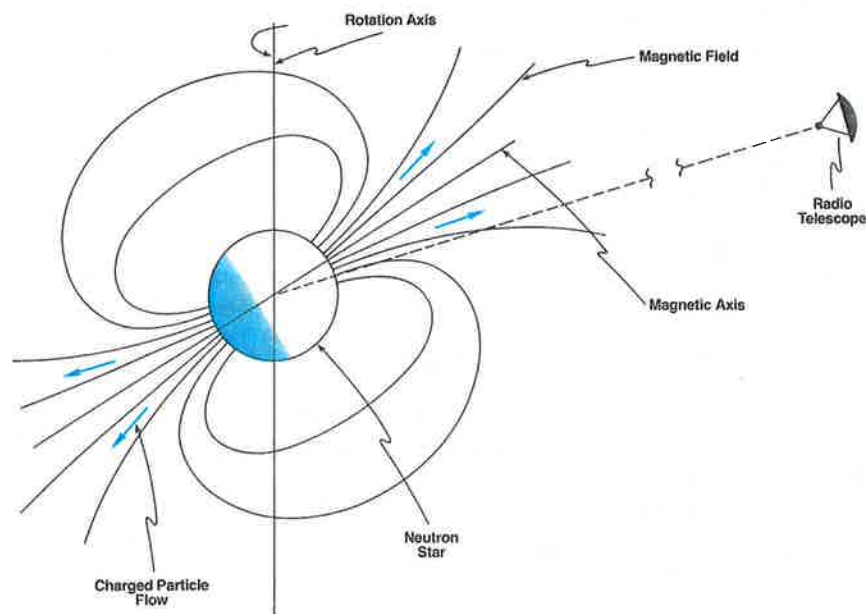 Rotation Axis
Magnetic Field
Radio
Telescope
Magnetic Axis
Neutron
Star
Charged Particle
Flow